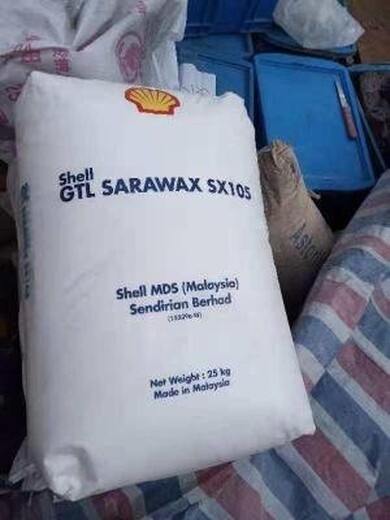 Shell
GTL SARAWAX SX105
Shell MDS (Malaysia)
Sendirian Berhad
Net Weight : 25 kg
Made in Malaysia